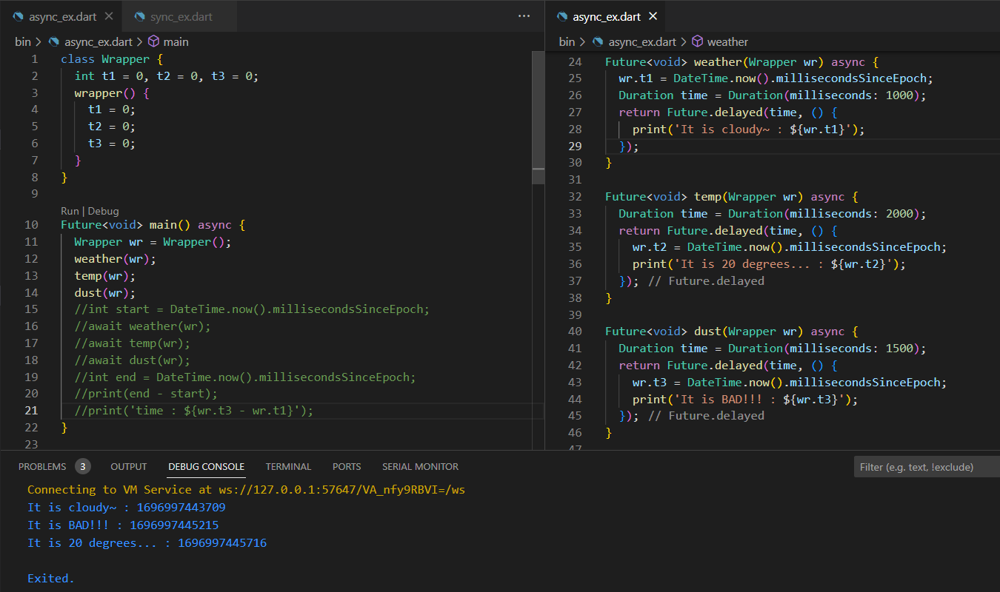 async_ex.dart × sync_ex.dart ···
bin > async_ex.dart > main
1 class Wrapper {
2 int t1 = 0, t2 = 0, t3 = 0;
3 wrapper() {
4 t1 = 0;
5 t2 = 0;
6 t3 = 0;
7 }
8 }
9
Run | Debug
10 Future<void> main() async {
11 Wrapper wr = Wrapper();
12 weather(wr);
13 temp(wr);
14 dust(wr);
15 //int start = DateTime.now().millisecondsSinceEpoch;
16 //await weather(wr);
17 //await temp(wr);
18 //await dust(wr);
19 //int end = DateTime.now().millisecondsSinceEpoch;
20 //print(end - start);
21 //print('time : ${wr.t3 - wr.t1}');
22 }
23
async_ex.dart ×
bin > async_ex.dart > weather
24 Future<void> weather(Wrapper wr) async {
25 wr.t1 = DateTime.now().millisecondsSinceEpoch;
26 Duration time = Duration(milliseconds: 1000);
27 return Future.delayed(time, () {
28 print('It is cloudy~ : ${wr.t1}');
29 });
30 }
31
32 Future<void> temp(Wrapper wr) async {
33 Duration time = Duration(milliseconds: 2000);
34 return Future.delayed(time, () {
35 wr.t2 = DateTime.now().millisecondsSinceEpoch;
36 print('It is 20 degrees... : ${wr.t2}');
37 }); // Future.delayed
38 }
39
40 Future<void> dust(Wrapper wr) async {
41 Duration time = Duration(milliseconds: 1500);
42 return Future.delayed(time, () {
43 wr.t3 = DateTime.now().millisecondsSinceEpoch;
44 print('It is BAD!!! : ${wr.t3}');
45 }); // Future.delayed
46 }
47
PROBLEMS 3 OUTPUT DEBUG CONSOLE TERMINAL PORTS SERIAL MONITOR Filter (e.g. text, !exclude)
Connecting to VM Service at ws://127.0.0.1:57647/VA_nfy9RBVI=/ws
It is cloudy~ : 1696997443709
It is BAD!!! : 1696997445215
It is 20 degrees... : 1696997445716
Exited.